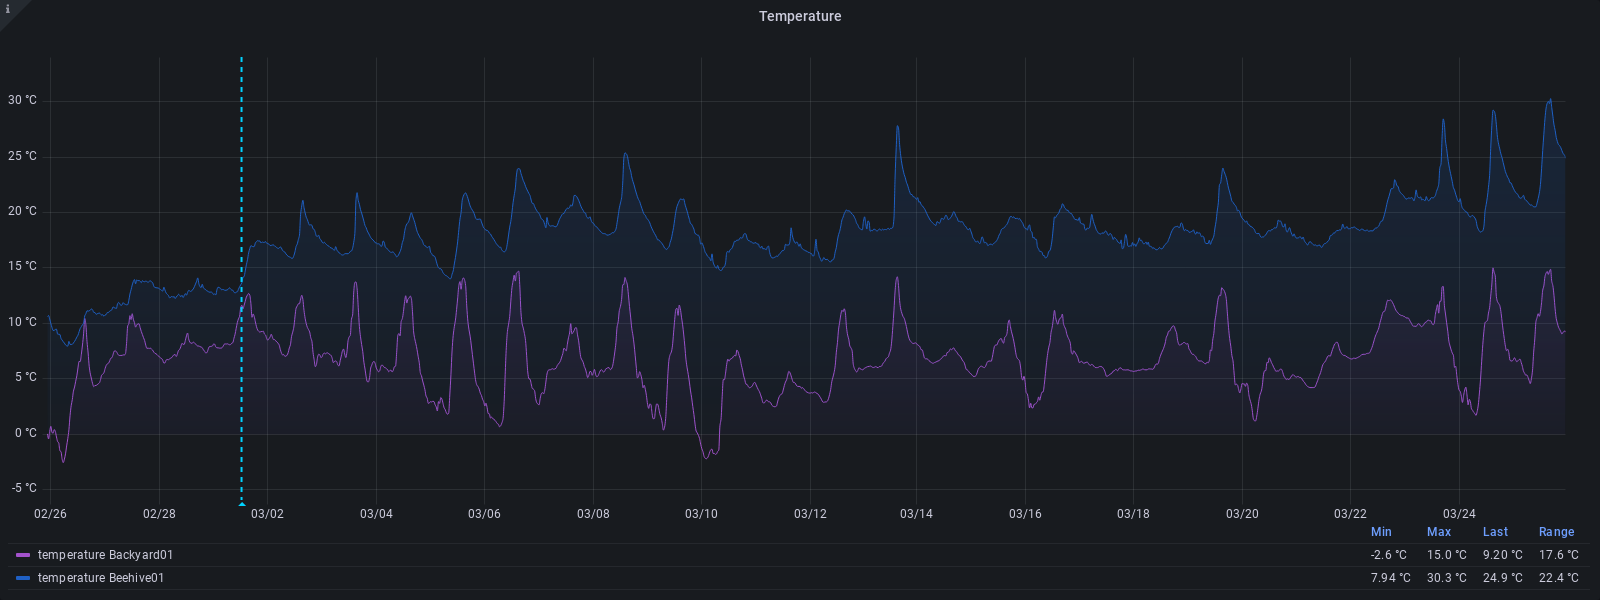 i
Temperature
30 °C
25 °C
20 °C
15 °C
10 °C
5 °C
0 °C
-5 °C
02/26 02/28 03/02 03/04 03/06 03/08 03/10 03/12 03/14 03/16 03/18 03/20 03/22 03/24
Min Max Last Range
temperature Backyard01 -2.6 °C 15.0 °C 9.20 °C 17.6 °C
temperature Beehive01 7.94 °C 30.3 °C 24.9 °C 22.4 °C